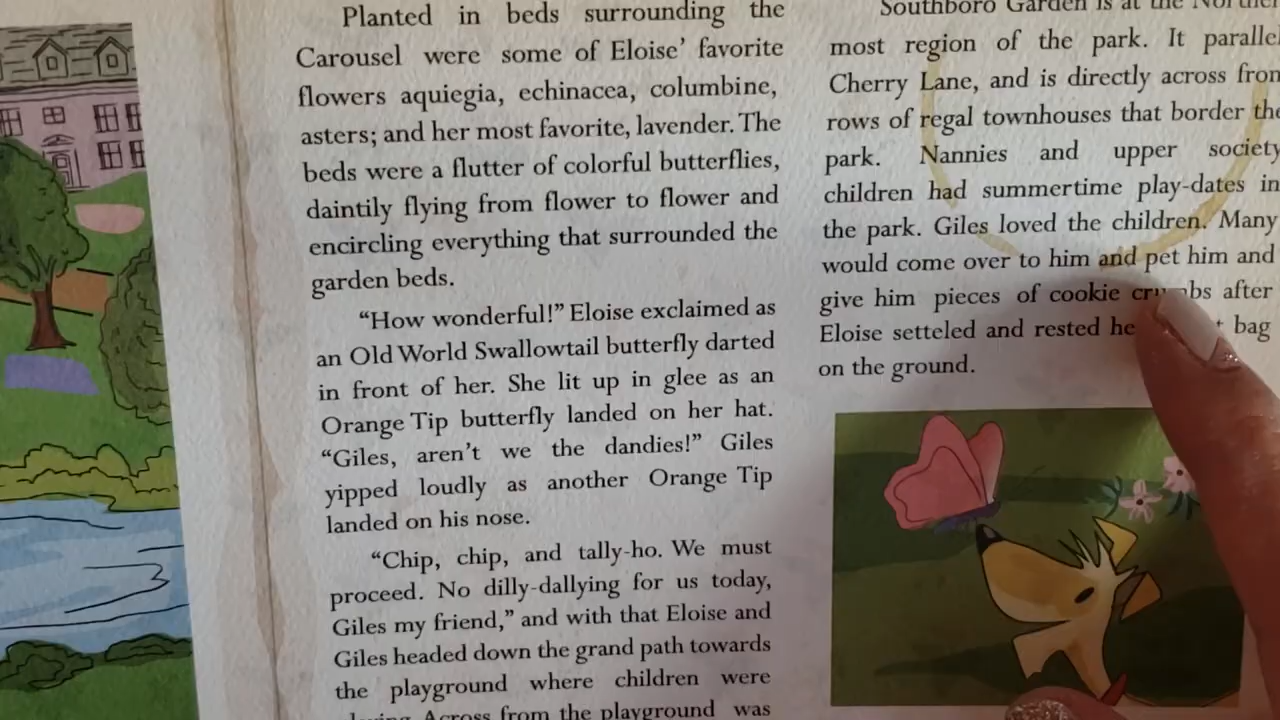 Planted in beds surrounding the
Carousel were some of Eloise' favorite
flowers aquiegia, echinacea, columbine,
asters; and her most favorite, lavender. The
beds were a flutter of colorful butterflies,
daintily flying from flower to flower and
encircling everything that surrounded the
garden beds.
“How wonderful!” Eloise exclaimed as
an Old World Swallowtail butterfly darted
in front of her. She lit up in glee as an
Orange Tip butterfly landed on her hat.
“Giles, aren't we the dandies!” Giles
yipped loudly as another Orange Tip
landed on his nose.
“Chip, chip, and tally-ho. We must
proceed. No dilly-dallying for us today,
Giles my friend,” and with that Eloise and
Giles headed down the grand path towards
the playground where children were
Across from the playground was
Southboro Garden is at the
most region of the park. It
Cherry Lane, and is directly across
rows of regal townhouses that border
park. Nannies and upper society
children had summertime play-dates in
the park. Giles loved the children. Many
would come over to him and pet him and
give him pieces of cookie after
Eloise setteled and rested bag
on the ground.